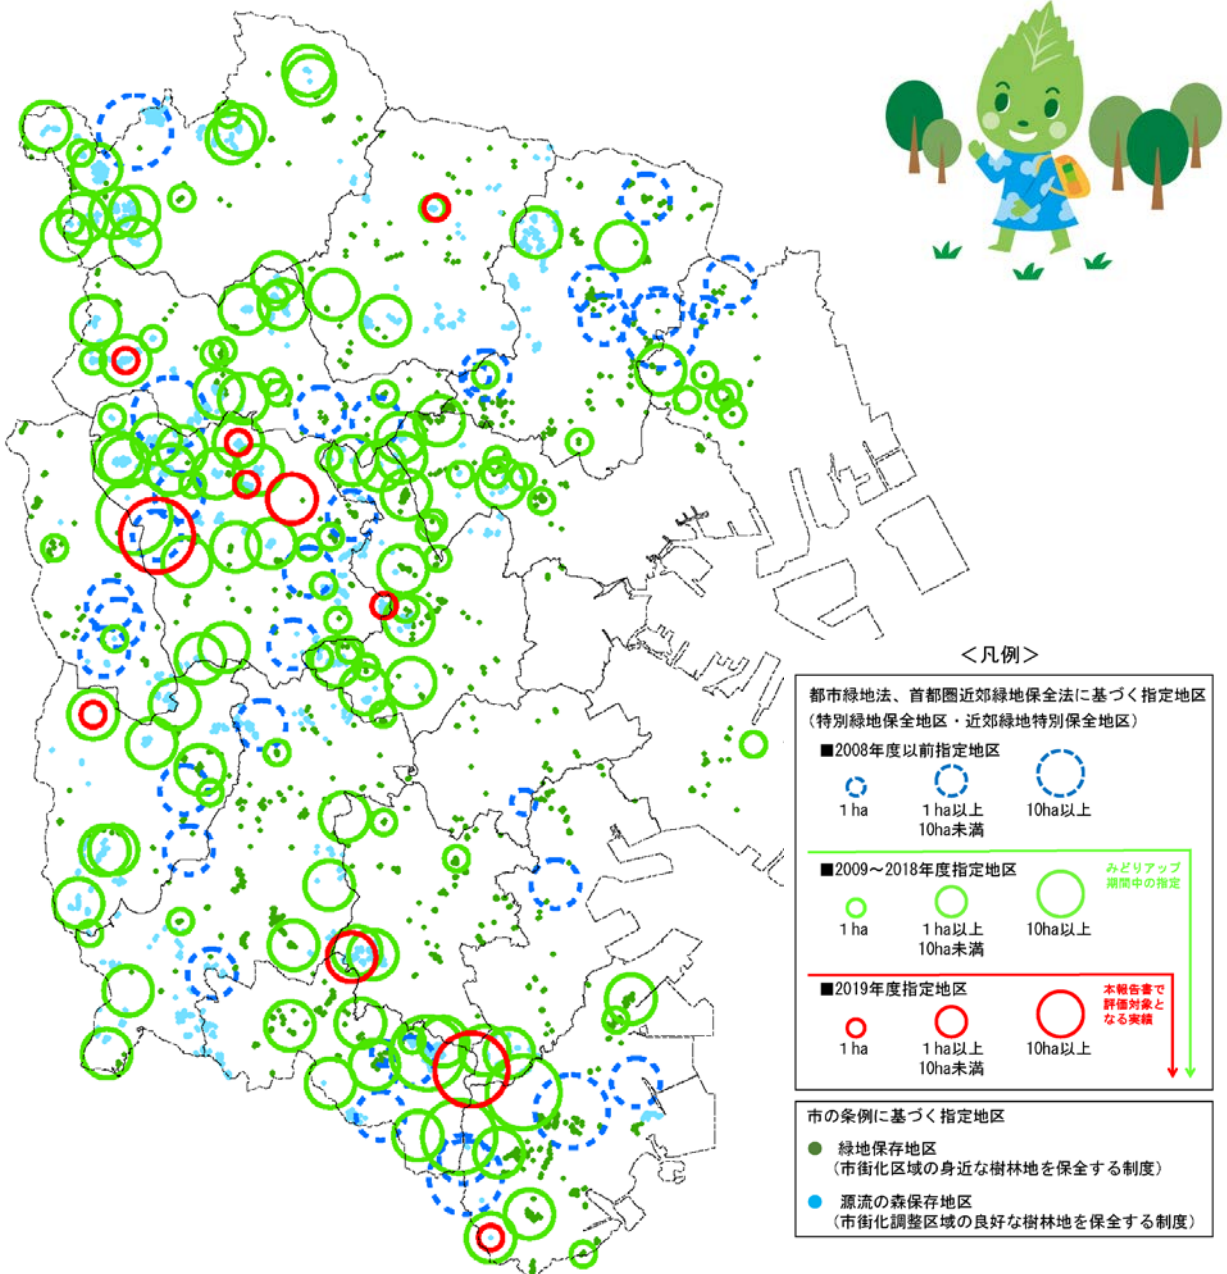 ＜凡例＞
都市緑地法、首都圏近郊緑地保全法に基づく指定地区
（特別緑地保全地区・近郊緑地特別保全地区）
■2008年度以前指定地区
1ha
1ha以上
10ha未満
10ha以上
■2009～2018年度指定地区
みどりアップ
期間中の指定
1ha
1ha以上
10ha未満
10ha以上
■2019年度指定地区
本報告書で
評価対象と
なる実績
1ha
1ha以上
10ha未満
10ha以上
市の条例に基づく指定地区
緑地保存地区
（市街化区域の身近な樹林地を保全する制度）
源流の森保存地区
（市街化調整区域の良好な樹林地を保全する制度）